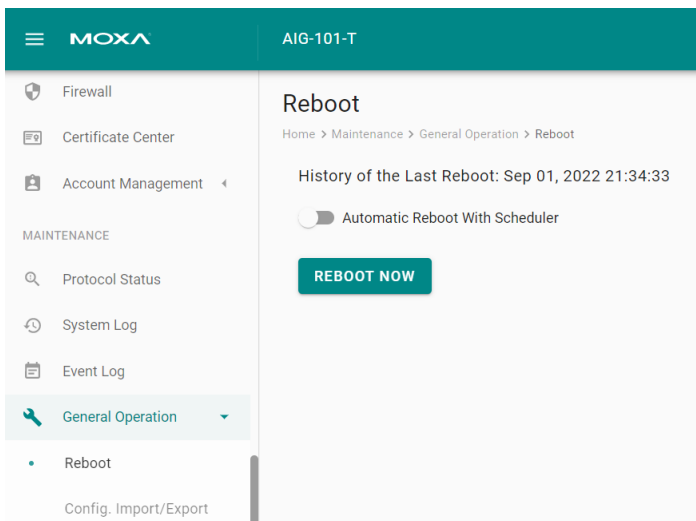 MOXA
AIG-101-T
Firewall
Certificate Center
Account Management
MAINTENANCE
Protocol Status
System Log
Event Log
General Operation
Reboot
Config. Import/Export
Reboot
Home > Maintenance > General Operation > Reboot
History of the Last Reboot: Sep 01, 2022 21:34:33
Automatic Reboot With Scheduler
REBOOT NOW